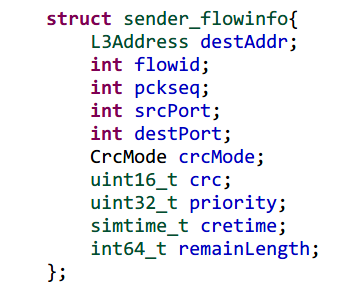 struct sender_flowinfo{
L3Address destAddr;
int flowid;
int pckseq;
int srcPort;
int destPort;
CrcMode crcMode;
uint16_t crc;
uint32_t priority;
simtime_t cretime;
int64_t remainLength;
};